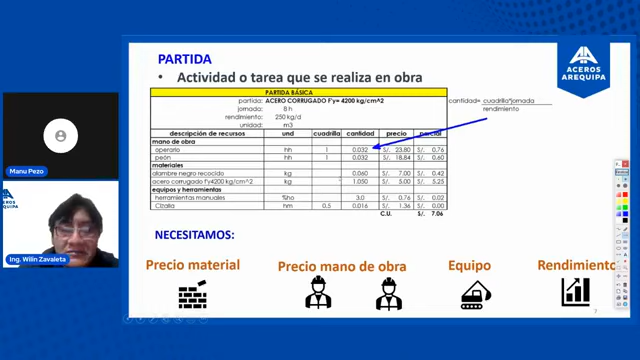 PARTIDA
• Actividad o tarea que se realiza en obra
ACEROS
AREQUIPA
PARTIDA BÁSICA
partida: ACERO CORRUGADO F'y= 4200 kg/cm^2
jornada: 8 h
rendimiento: 250 kg/d
unidad: m3
cantidad= cuadrilla*jornada
rendimiento
descripción de recursos und cuadrilla cantidad precio parcial
mano de obra
operario hh 1 0.032 S/. 23.80 S/. 0.76
peón hh 1 0.032 S/. 18.84 S/. 0.60
materiales
alambre negro recocido kg 0.060 S/. 7.00 S/. 0.42
acero corrugado f'y4200 kg/cm^2 kg 1.050 S/. 5.00 S/. 5.25
equipos y herramientas
herramientas manuales %ho 3.0 S/. 0.76 S/. 0.02
Cizalla hm 0.5 0.016 S/. 1.36 S/. 0.00
C.U. S/. 7.06
NECESITAMOS:
Precio material
Precio mano de obra
Equipo
Rendimiento
7
Manu Pezo
Ing. Wilin Zavaleta